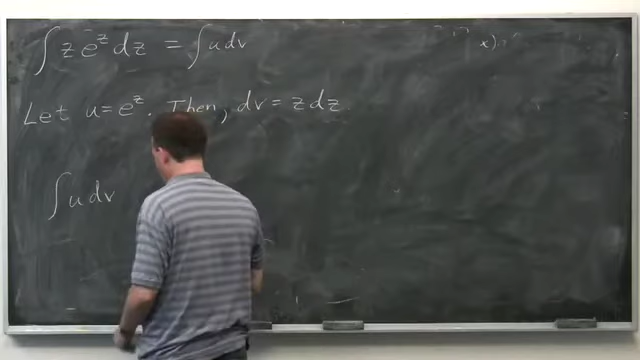 ∫ z e^z dz = ∫ u dv
Let u = e^z. Then, dv = z dz.
∫ u dv